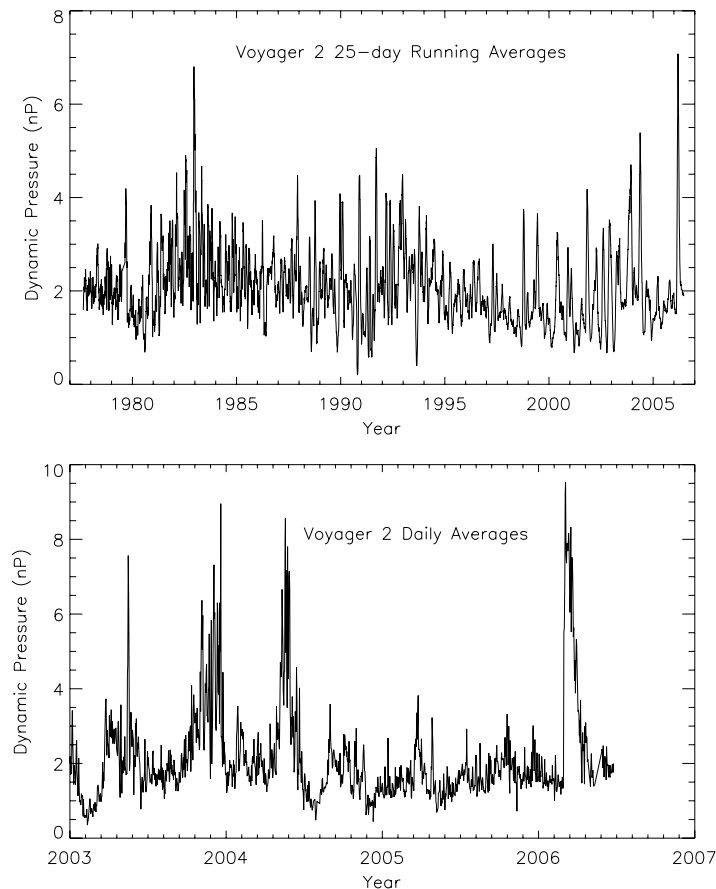 Voyager 2 25-day Running Averages
Dynamic Pressure (nP)
8
6
4
2
0
1980 1985 1990 1995 2000 2005
Year
Voyager 2 Daily Averages
Dynamic Pressure (nP)
10
8
6
4
2
0
2003 2004 2005 2006 2007
Year